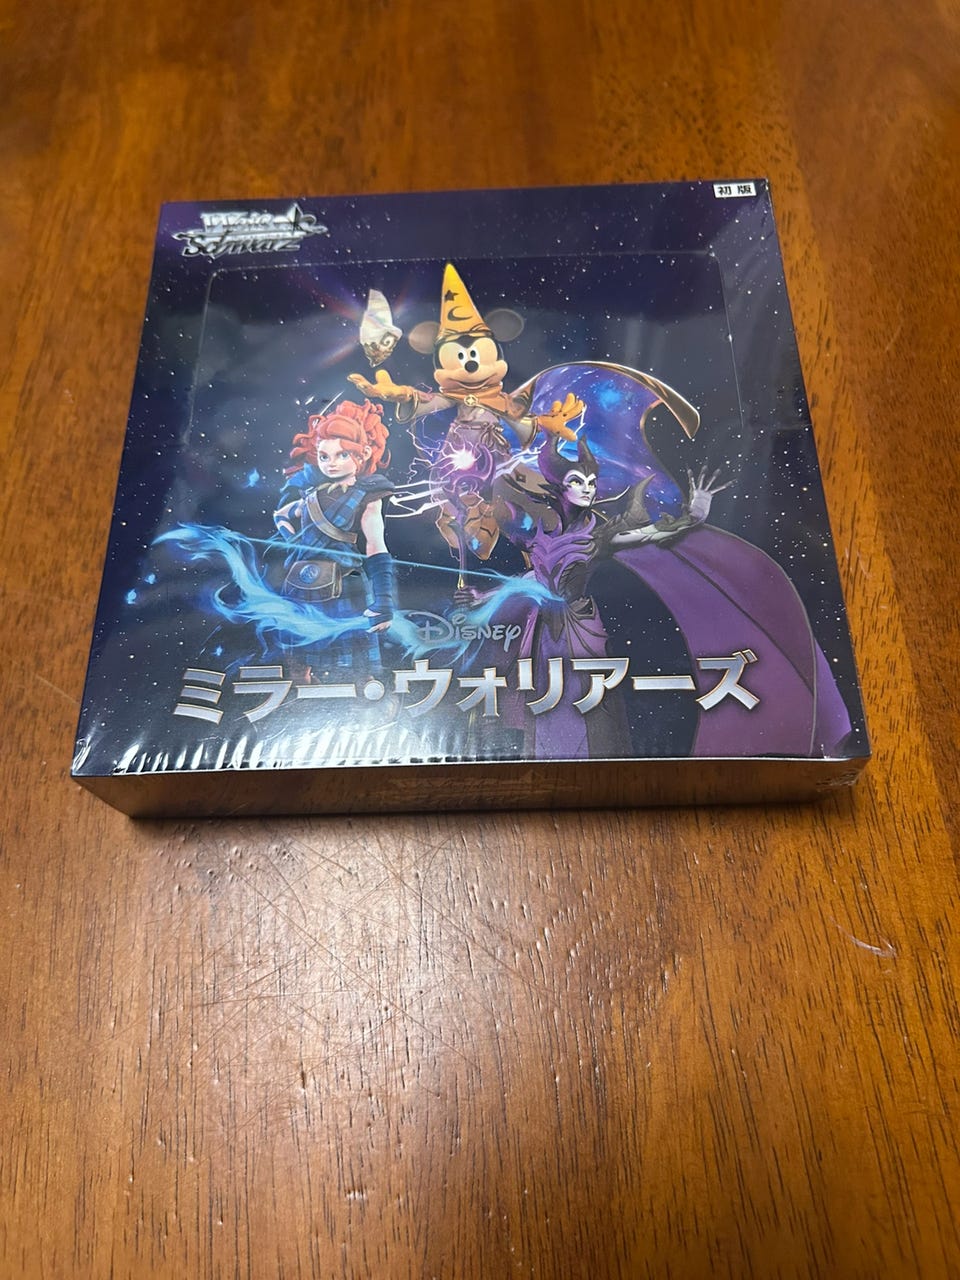 初版
Weiß
Schwarz
Disney
ミラー・ウォリアーズ